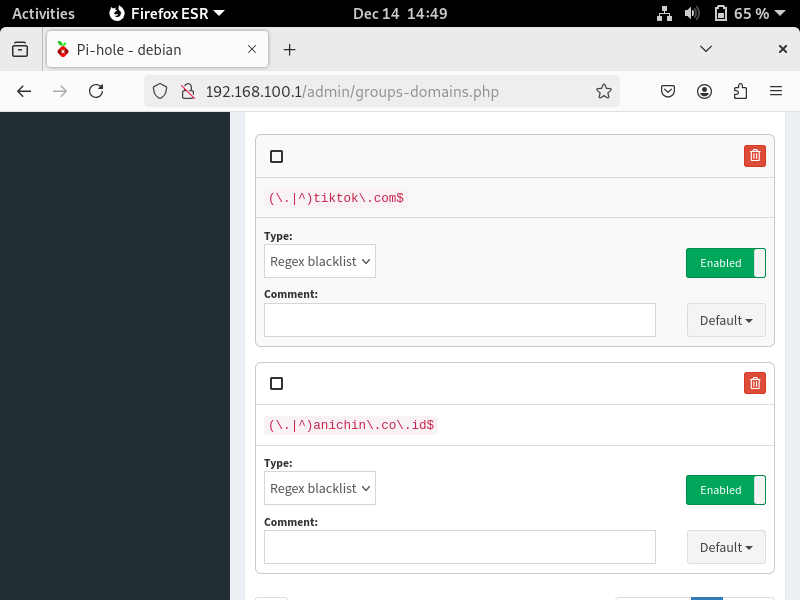 Activities
Firefox ESR
Dec 14 14:49
65 %
Pi-hole - debian
192.168.100.1/admin/groups-domains.php
(\.|^)tiktok\.com$
Type:
Regex blacklist
Enabled
Comment:
Default
(\.|^)anichin\.co\.id$
Type:
Regex blacklist
Enabled
Comment:
Default